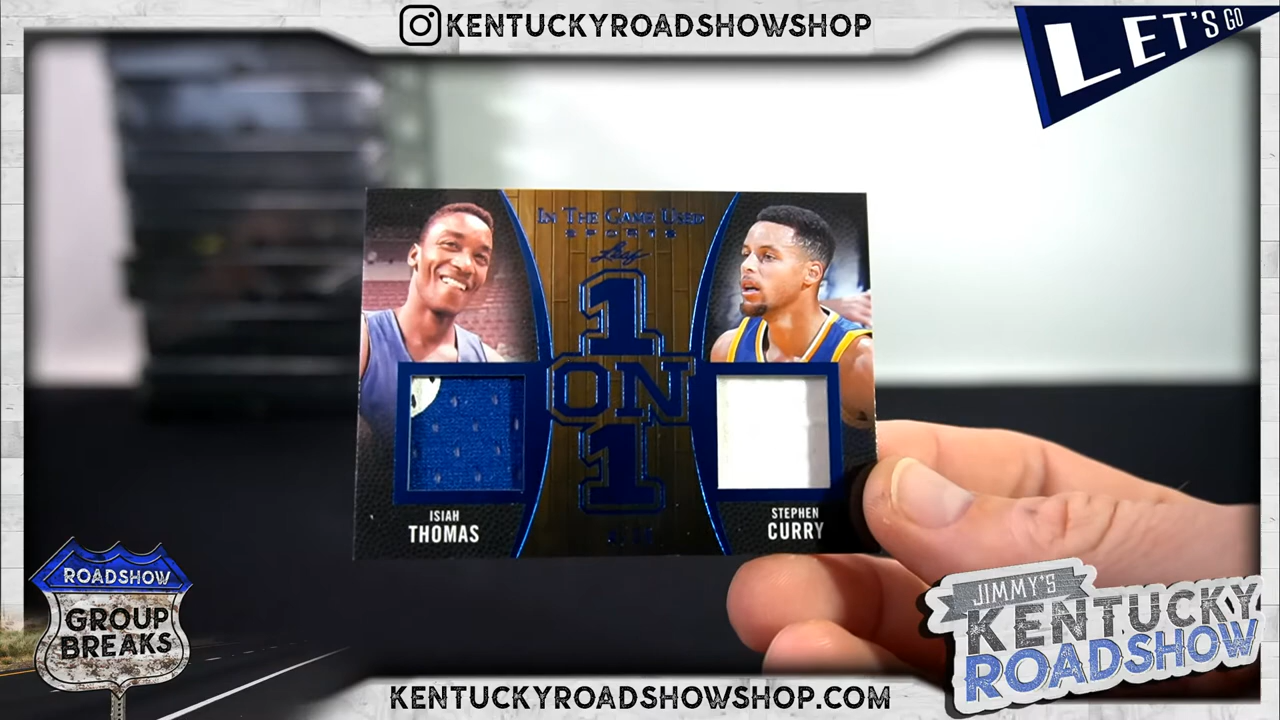 KENTUCKYROADSHOWSHOP
LET'S GO
IN THE GAME USED
SPORTS
Leaf
1
ON
1
ISIAH
THOMAS
STEPHEN
CURRY
ROADSHOW
GROUP
BREAKS
JIMMY'S
KENTUCKY
ROADSHOW
KENTUCKYROADSHOWSHOP.COM